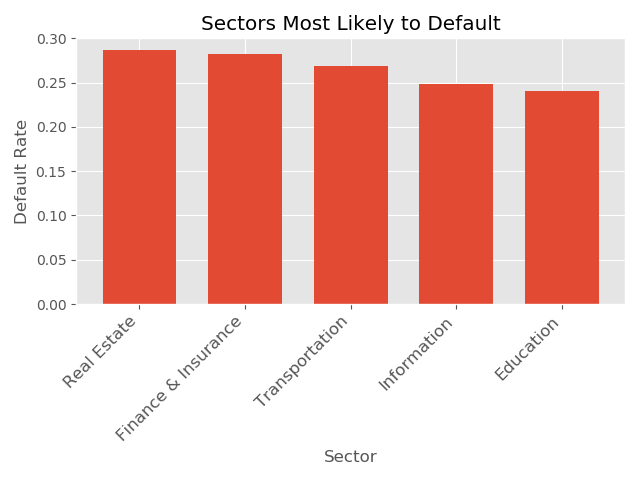 Sectors Most Likely to Default
0.30
0.25
0.20
0.15
0.10
0.05
0.00
Default Rate
Real Estate
Finance & Insurance
Transportation
Information
Education
Sector